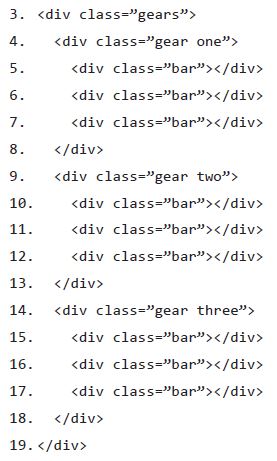 3. <div class=”gears”>
4. <div class=”gear one”>
5. <div class=”bar”></div>
6. <div class=”bar”></div>
7. <div class=”bar”></div>
8. </div>
9. <div class=”gear two”>
10. <div class=”bar”></div>
11. <div class=”bar”></div>
12. <div class=”bar”></div>
13. </div>
14. <div class=”gear three”>
15. <div class=”bar”></div>
16. <div class=”bar”></div>
17. <div class=”bar”></div>
18. </div>
19. </div>